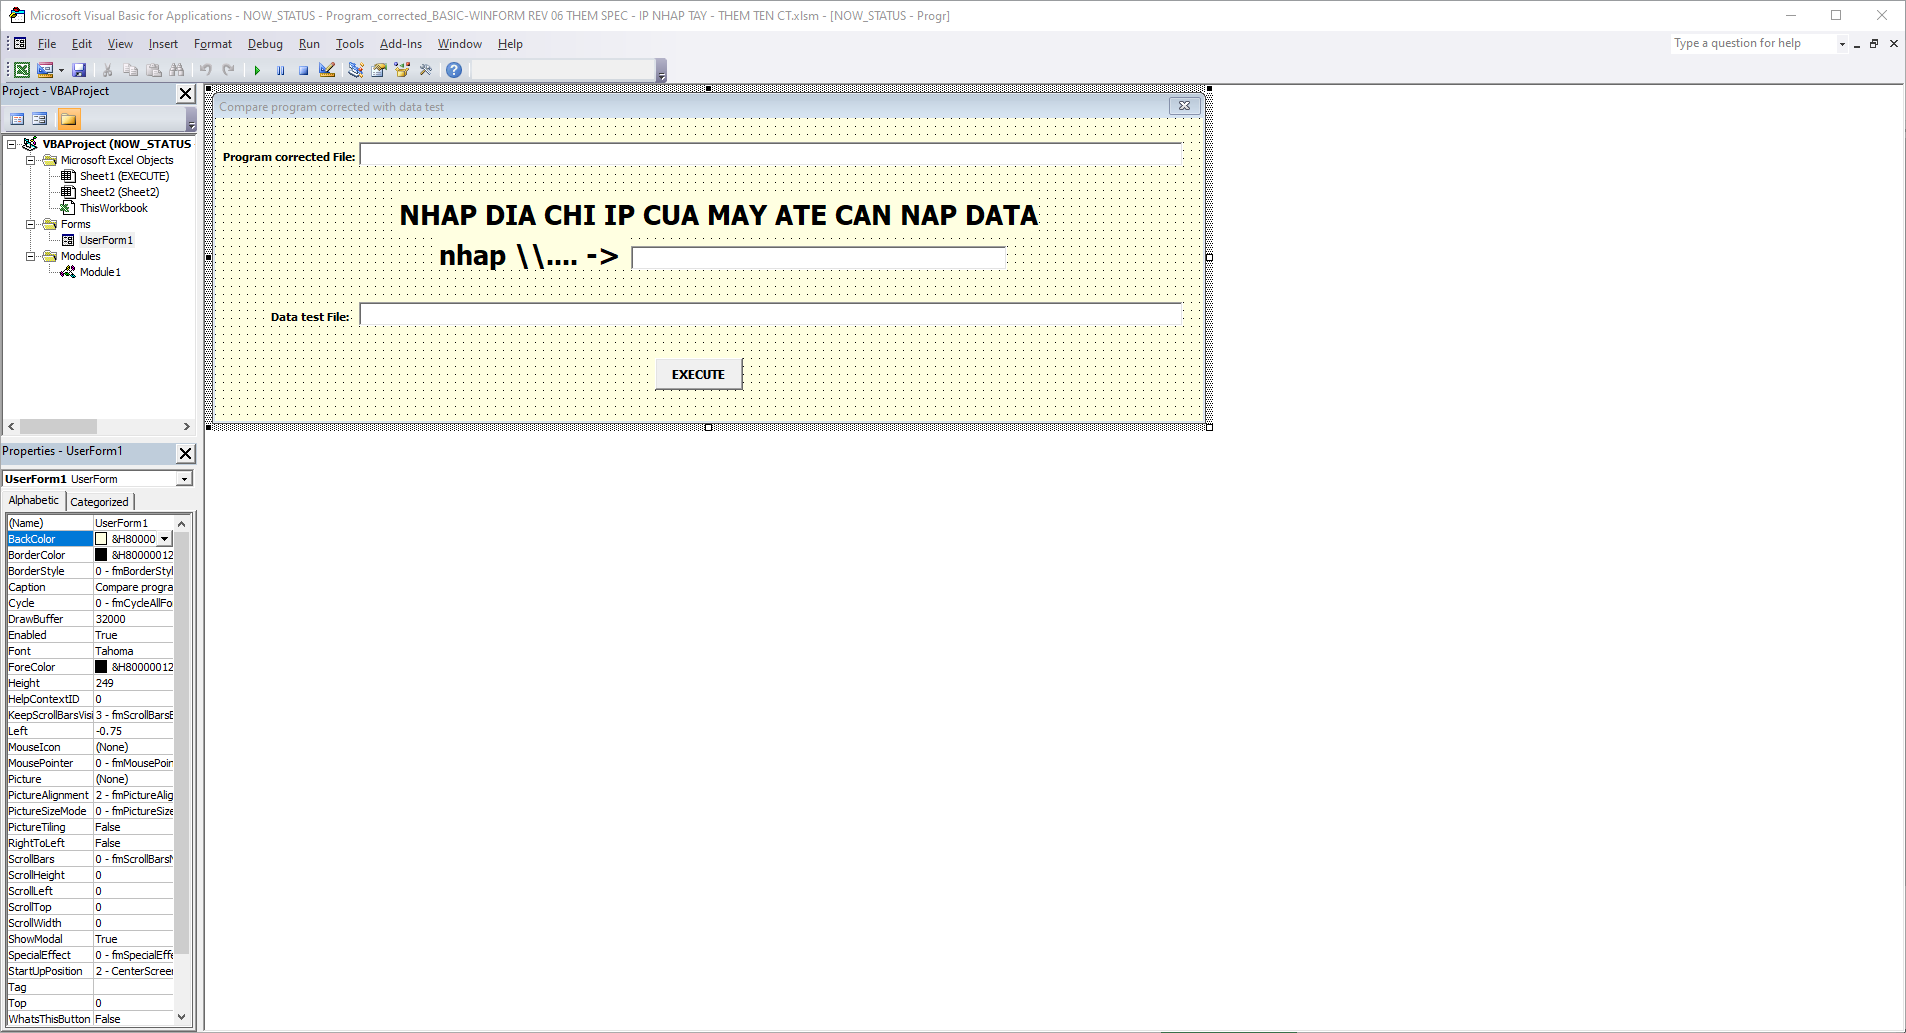 Microsoft Visual Basic for Applications - NOW_STATUS - Program_corrected_BASIC-WINFORM REV 06 THEM SPEC - IP NHAP TAY - THEM TEN CT.xlsm - [NOW_STATUS - Progr]
File Edit View Insert Format Debug Run Tools Add-Ins Window Help
Type a question for help
Project - VBAProject
VBAProject (NOW_STATUS
Microsoft Excel Objects
Sheet1 (EXECUTE)
Sheet2 (Sheet2)
ThisWorkbook
Forms
UserForm1
Modules
Module1
Compare program corrected with data test
Program corrected File:
NHAP DIA CHI IP CUA MAY ATE CAN NAP DATA
nhap \\.... ->
Data test File:
EXECUTE
Properties - UserForm1
UserForm1 UserForm
Alphabetic Categorized
(Name) UserForm1
BackColor &H80000
BorderColor &H80000012
BorderStyle 0 - fmBorderStyl
Caption Compare progra
Cycle 0 - fmCycleAllFo
DrawBuffer 32000
Enabled True
Font Tahoma
ForeColor &H80000012
Height 249
HelpContextID 0
KeepScrollBarsVisi 3 - fmScrollBarsB
Left -0.75
MouseIcon (None)
MousePointer 0 - fmMousePoin
Picture (None)
PictureAlignment 2 - fmPictureAlig
PictureSizeMode 0 - fmPictureSize
PictureTiling False
RightToLeft False
ScrollBars 0 - fmScrollBarsN
ScrollHeight 0
ScrollLeft 0
ScrollTop 0
ScrollWidth 0
ShowModal True
SpecialEffect 0 - fmSpecialEffe
StartUpPosition 2 - CenterScreen
Tag
Top 0
WhatsThisButton False